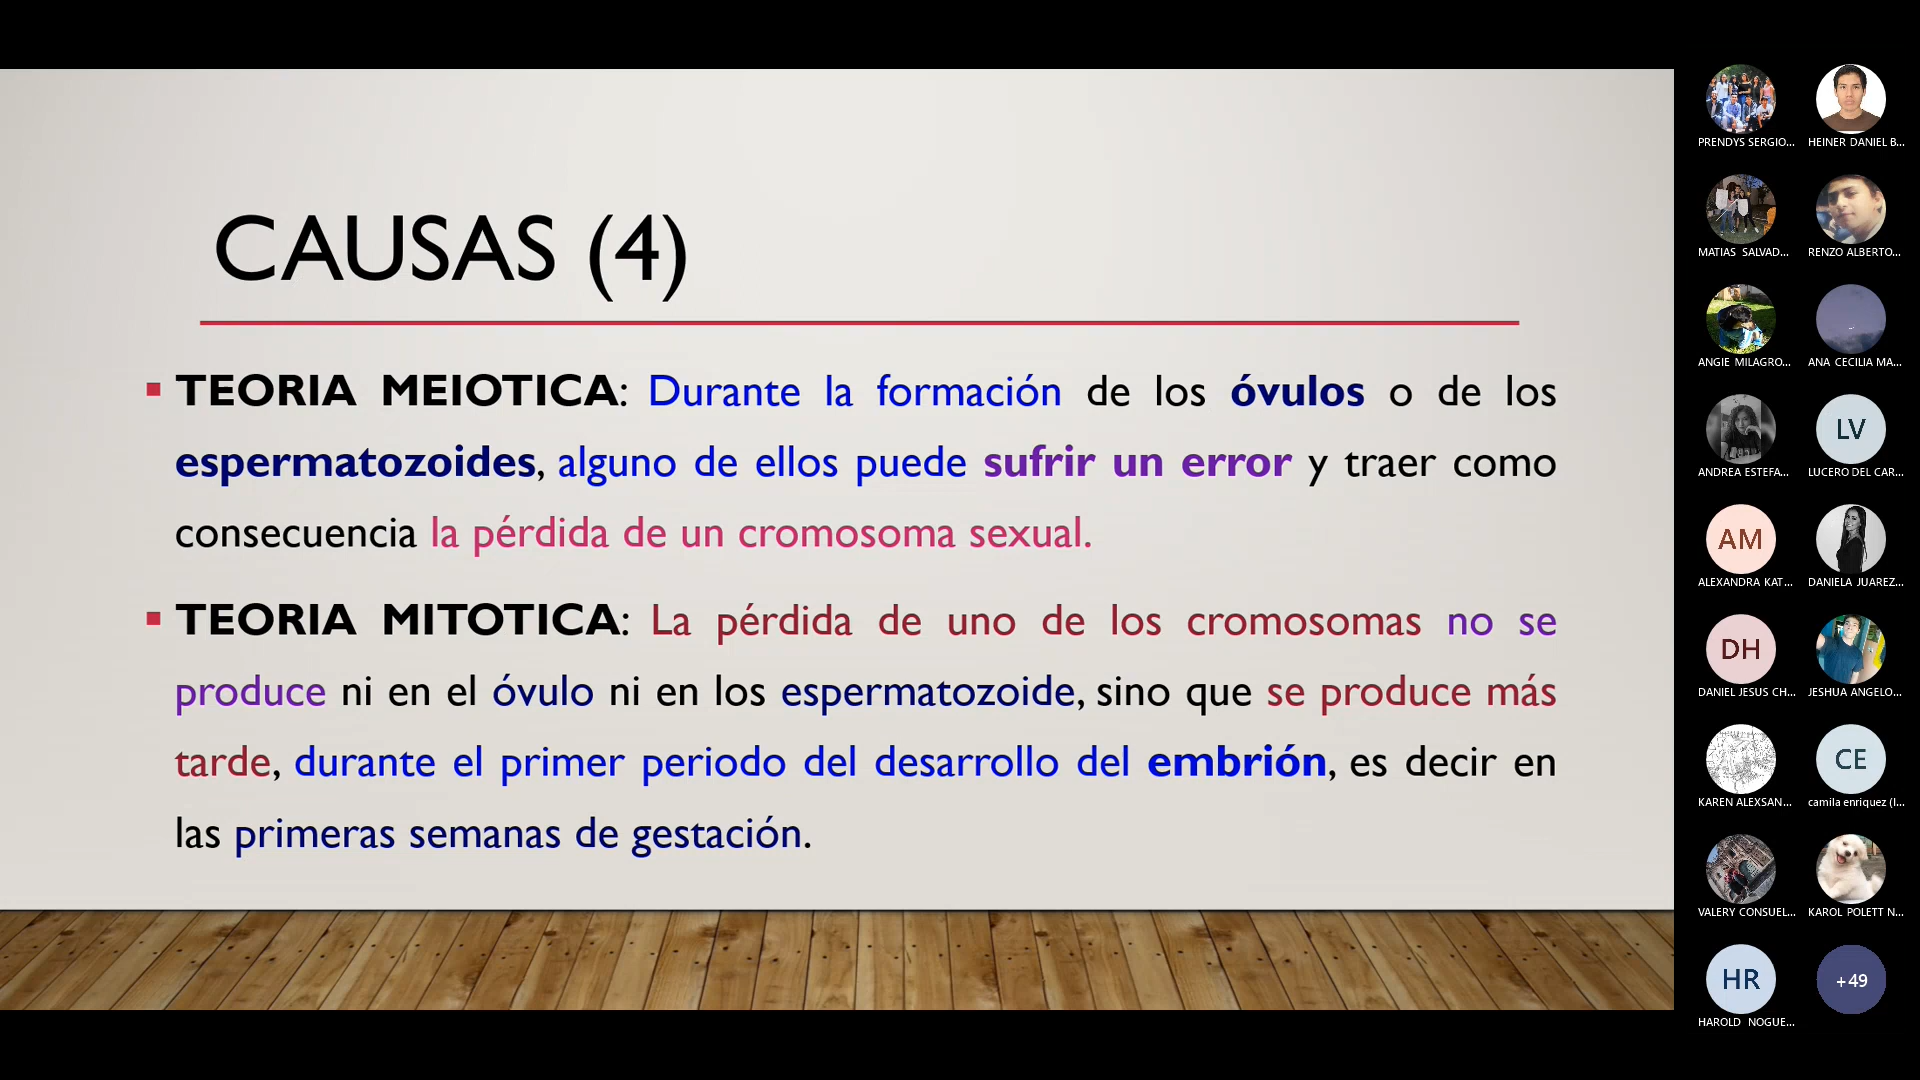 CAUSAS (4)
▪ TEORIA MEIOTICA: Durante la formación de los óvulos o de los
espermatozoides, alguno de ellos puede sufrir un error y traer como
consecuencia la pérdida de un cromosoma sexual.
▪ TEORIA MITOTICA: La pérdida de uno de los cromosomas no se
produce ni en el óvulo ni en los espermatozoide, sino que se produce más
tarde, durante el primer periodo del desarrollo del embrión, es decir en
las primeras semanas de gestación.
PRENDYS SERGIO...
HEINER DANIEL B...
MATIAS SALVAD...
RENZO ALBERTO...
ANGIE MILAGRO...
ANA CECILIA MA...
ANDREA ESTEFA...
LV
LUCERO DEL CAR...
AM
ALEXANDRA KAT...
DANIELA JUAREZ...
DH
DANIEL JESUS CH...
JESHUA ANGELO...
KAREN ALEXSAN...
CE
camila enriquez (I...
VALERY CONSUEL...
KAROL POLETT N...
HR
HAROLD NOGUE...
+49